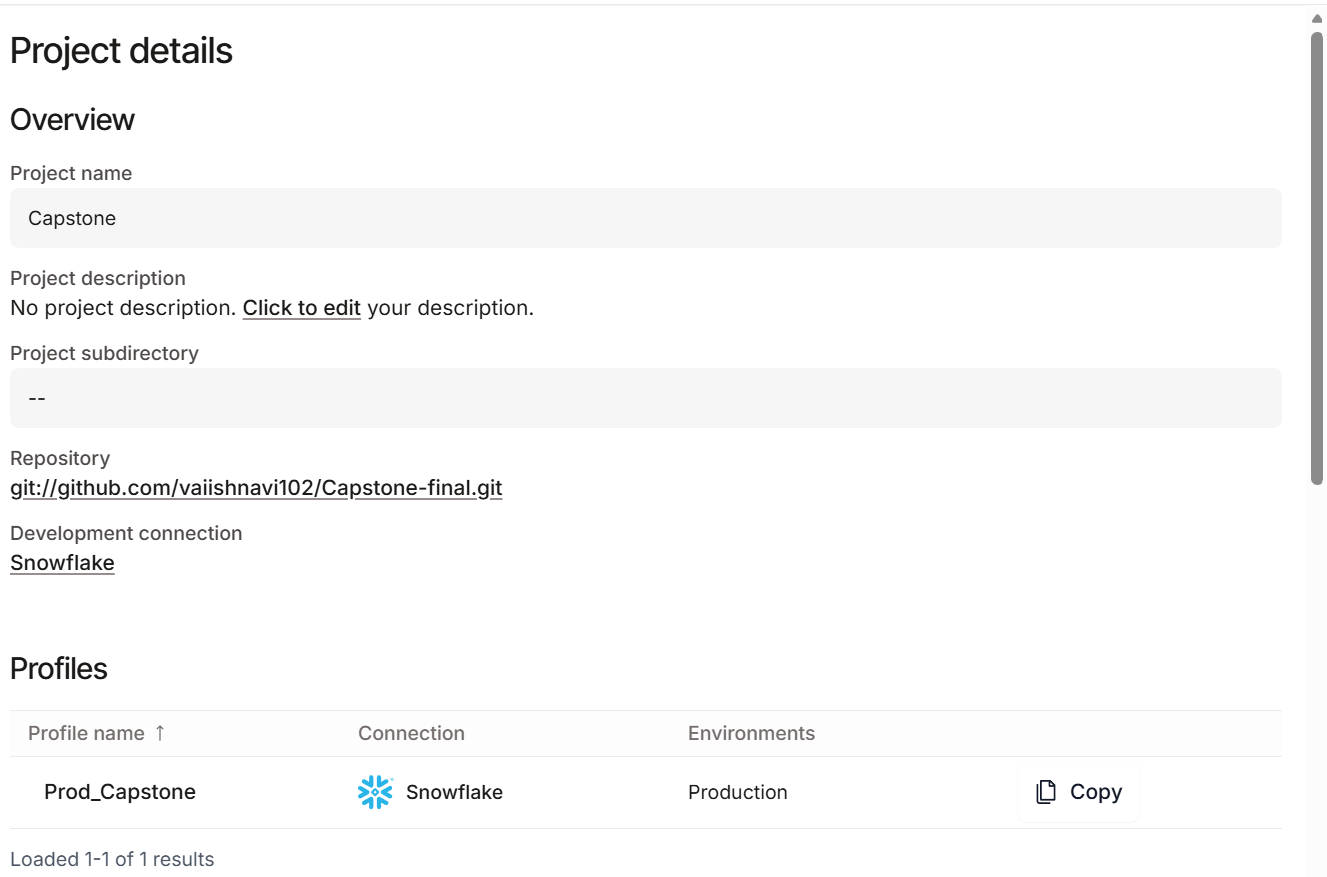 Project details
Overview
Project name
Capstone
Project description
No project description. Click to edit your description.
Project subdirectory
--
Repository
git://github.com/vaiishnavi102/Capstone-final.git
Development connection
Snowflake
Profiles
Profile name ↑ Connection Environments
Prod_Capstone Snowflake Production Copy
Loaded 1-1 of 1 results